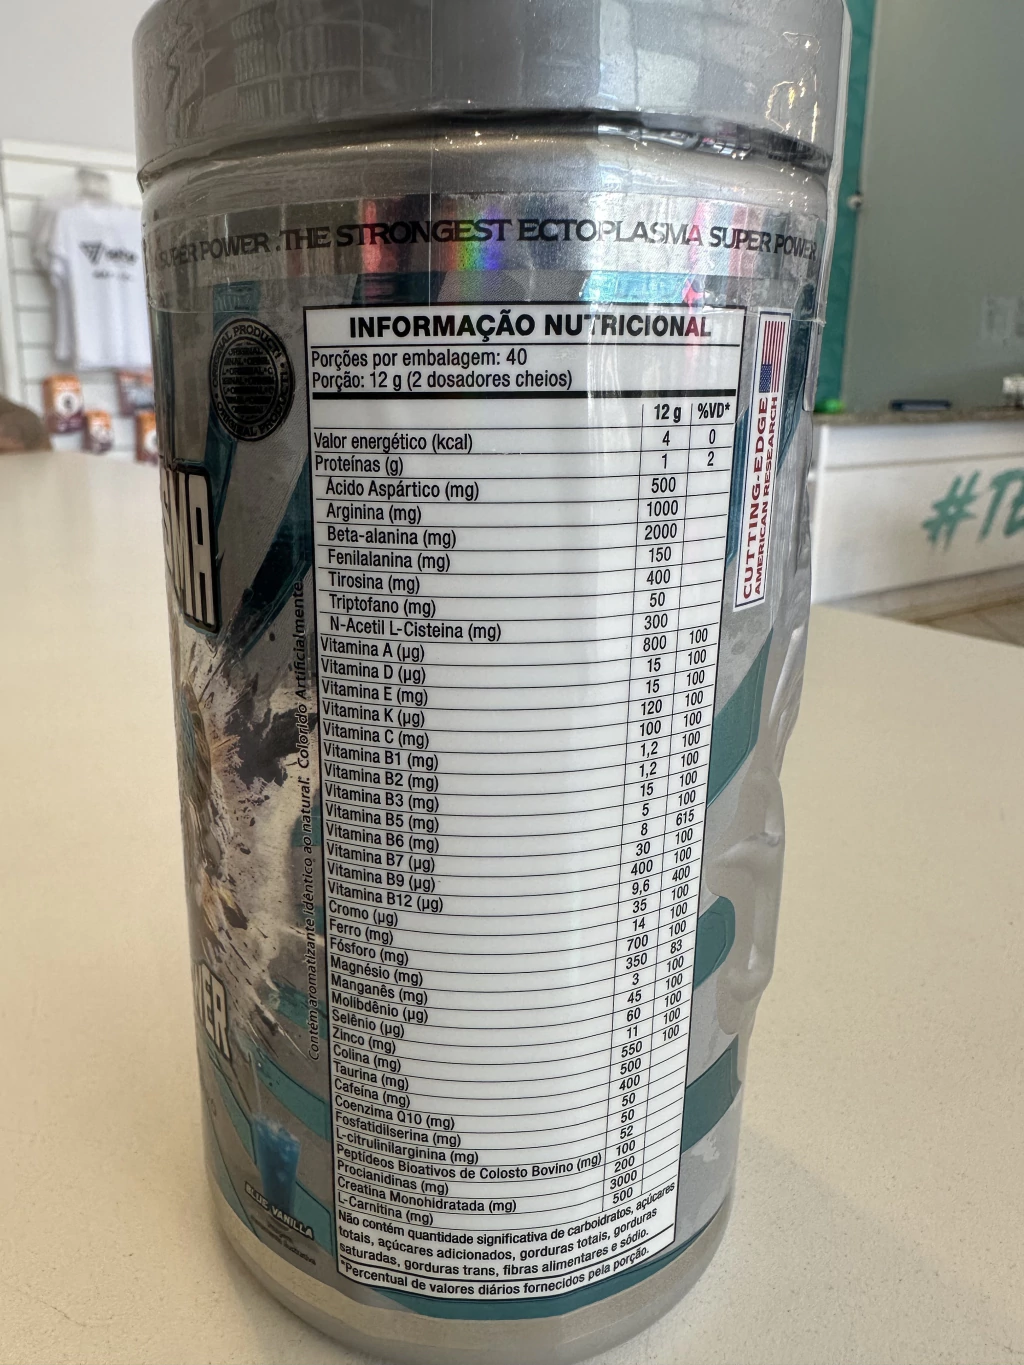 SUPER POWER . THE STRONGEST ECTOPLASMA SUPER POWER
INFORMAÇÃO NUTRICIONAL
Porções por embalagem: 40
Porção: 12 g (2 dosadores cheios)
12 g %VD*
Valor energético (kcal) 4 0
Proteínas (g) 1 2
Ácido Aspártico (mg) 500
Arginina (mg) 1000
Beta-alanina (mg) 2000
Fenilalanina (mg) 150
Tirosina (mg) 400
Triptofano (mg) 50
N-Acetil L-Cisteina (mg) 300
Vitamina A (µg) 800 100
Vitamina D (µg) 15 100
Vitamina E (mg) 15 100
Vitamina K (µg) 120 100
Vitamina C (mg) 100 100
Vitamina B1 (mg) 1,2 100
Vitamina B2 (mg) 1,2 100
Vitamina B3 (mg) 15 100
Vitamina B5 (mg) 5 100
Vitamina B6 (mg) 8 615
Vitamina B7 (µg) 30 100
Vitamina B9 (µg) 400 100
Vitamina B12 (µg) 9,6 400
Cromo (µg) 35 100
Ferro (mg) 14 100
Fósforo (mg) 700 100
Magnésio (mg) 350 83
Manganês (mg) 3 100
Molibdênio (µg) 45 100
Selênio (µg) 60 100
Zinco (mg) 11 100
Colina (mg) 550
Taurina (mg) 500
Cafeína (mg) 400
Coenzima Q10 (mg) 50
Fosfatidilserina (mg) 50
L-citrulinilarginina (mg) 52
Peptídeos Bioativos de Colosto Bovino (mg) 100
Procianidinas (mg) 200
Creatina Monohidratada (mg) 3000
L-Carnitina (mg) 500
Não contém quantidade significativa de carboidratos, açúcares
totais, açúcares adicionados, gorduras totais, gorduras
saturadas, gorduras trans, fibras alimentares e sódio.
*Percentual de valores diários fornecidos pela porção.
CUTTING-EDGE
AMERICAN RESEARCH
Contém aromatizante idêntico ao natural. Colorido Artificialmente
SMA
WER
BLUE VANILLA
#TE